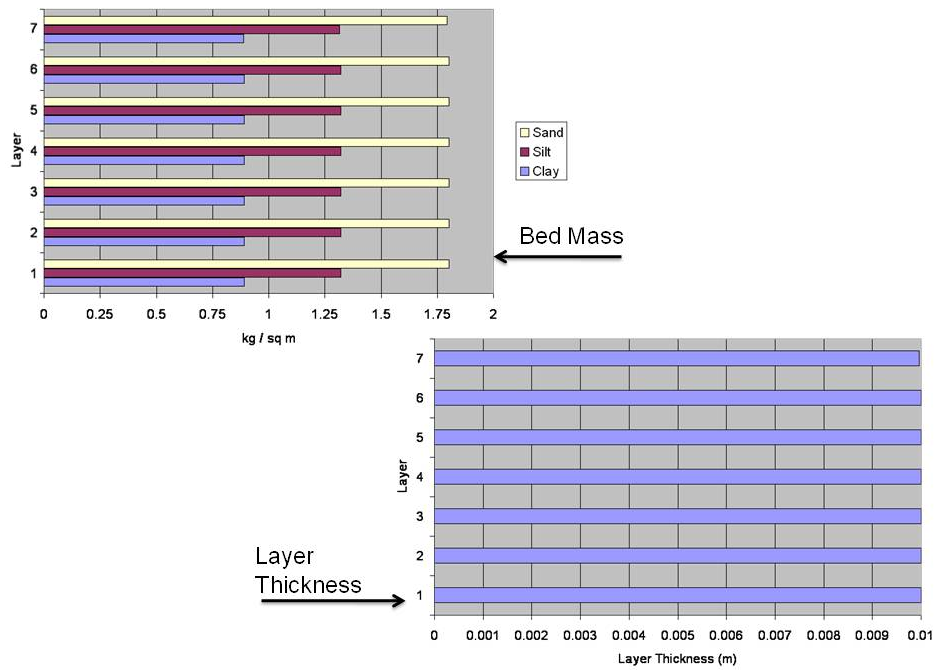 7
6
5
4
3
2
1
Layer
0 0.25 0.5 0.75 1 1.25 1.5 1.75 2
kg / sq m
Sand
Silt
Clay
Bed Mass
7
6
5
4
3
2
1
Layer
0 0.001 0.002 0.003 0.004 0.005 0.006 0.007 0.008 0.009 0.01
Layer Thickness (m)
Layer
Thickness